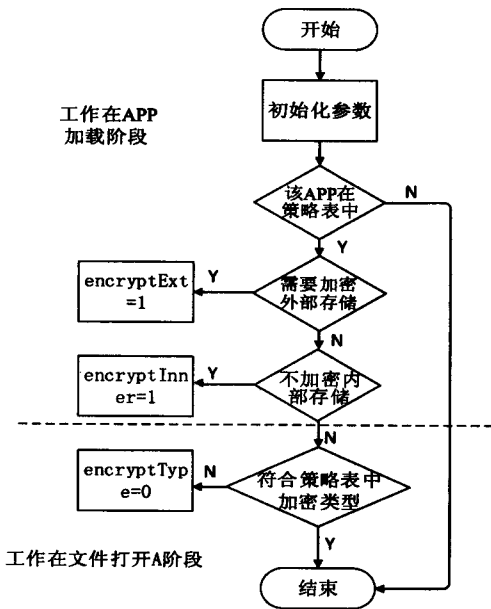 开始
初始化参数
工作在APP
加载阶段
该APP在
策略表中
N
Y
需要加密
外部存储
Y
encryptExt
=1
N
不加密内
部存储
Y
encryptInn
er=1
N
符合策略表中
加密类型
N
encryptTyp
e=0
Y
工作在文件打开A阶段
结束